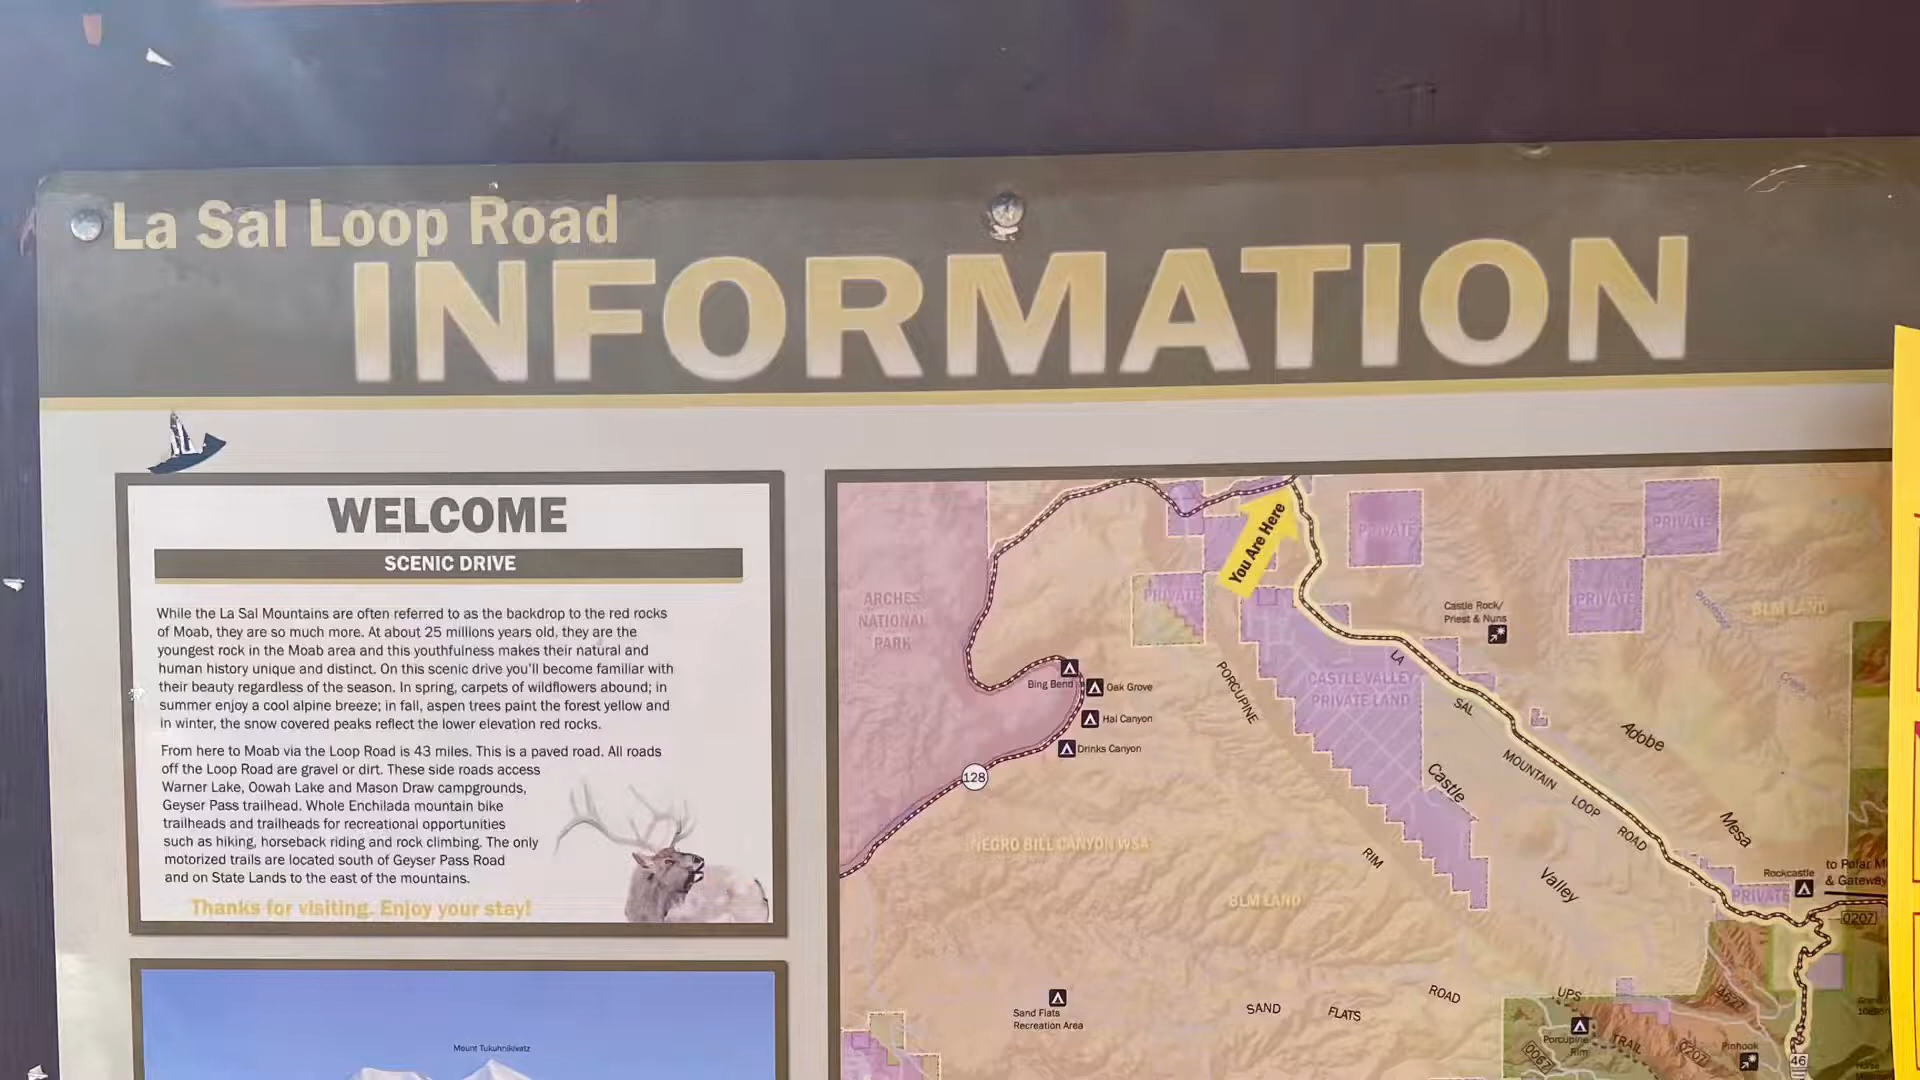 La Sal Loop Road
INFORMATION
WELCOME
SCENIC DRIVE
While the La Sal Mountains are often referred to as the backdrop to the red rocks
of Moab, they are so much more. At about 25 millions years old, they are the
youngest rock in the Moab area and this youthfulness makes their natural and
human history unique and distinct. On this scenic drive you'll become familiar with
their beauty regardless of the season. In spring, carpets of wildflowers abound; in
summer enjoy a cool alpine breeze; in fall, aspen trees paint the forest yellow and
in winter, the snow covered peaks reflect the lower elevation red rocks.
From here to Moab via the Loop Road is 43 miles. This is a paved road. All roads
off the Loop Road are gravel or dirt. These side roads access
Warner Lake, Oowah Lake and Mason Draw campgrounds,
Geyser Pass trailhead. Whole Enchilada mountain bike
trailheads and trailheads for recreational opportunities
such as hiking, horseback riding and rock climbing. The only
motorized trails are located south of Geyser Pass Road
and on State Lands to the east of the mountains.
Thanks for visiting. Enjoy your stay!
Mount Tukuhnikivatz
You Are Here
PRIVATE
PRIVATE
PRIVATE
PRIVATE
ARCHES
NATIONAL
PARK
Castle Rock/
Priest & Nuns
BLM LAND
Professor
Creek
Bing Bend
Oak Grove
Hal Canyon
Drinks Canyon
128
PORCUPINE
RIM
CASTLE VALLEY
PRIVATE LAND
LA
SAL
MOUNTAIN
LOOP
ROAD
Adobe
Mesa
Castle
Valley
NEGRO BILL CANYON WSA
BLM LAND
Rockcastle
to Polar M
& Gateway
PRIVATE
0207
Sand Flats
Recreation Area
SAND
FLATS
ROAD
UPS
TRAIL
Porcupine
Rim
0067
4627
0207
Pinhook
46